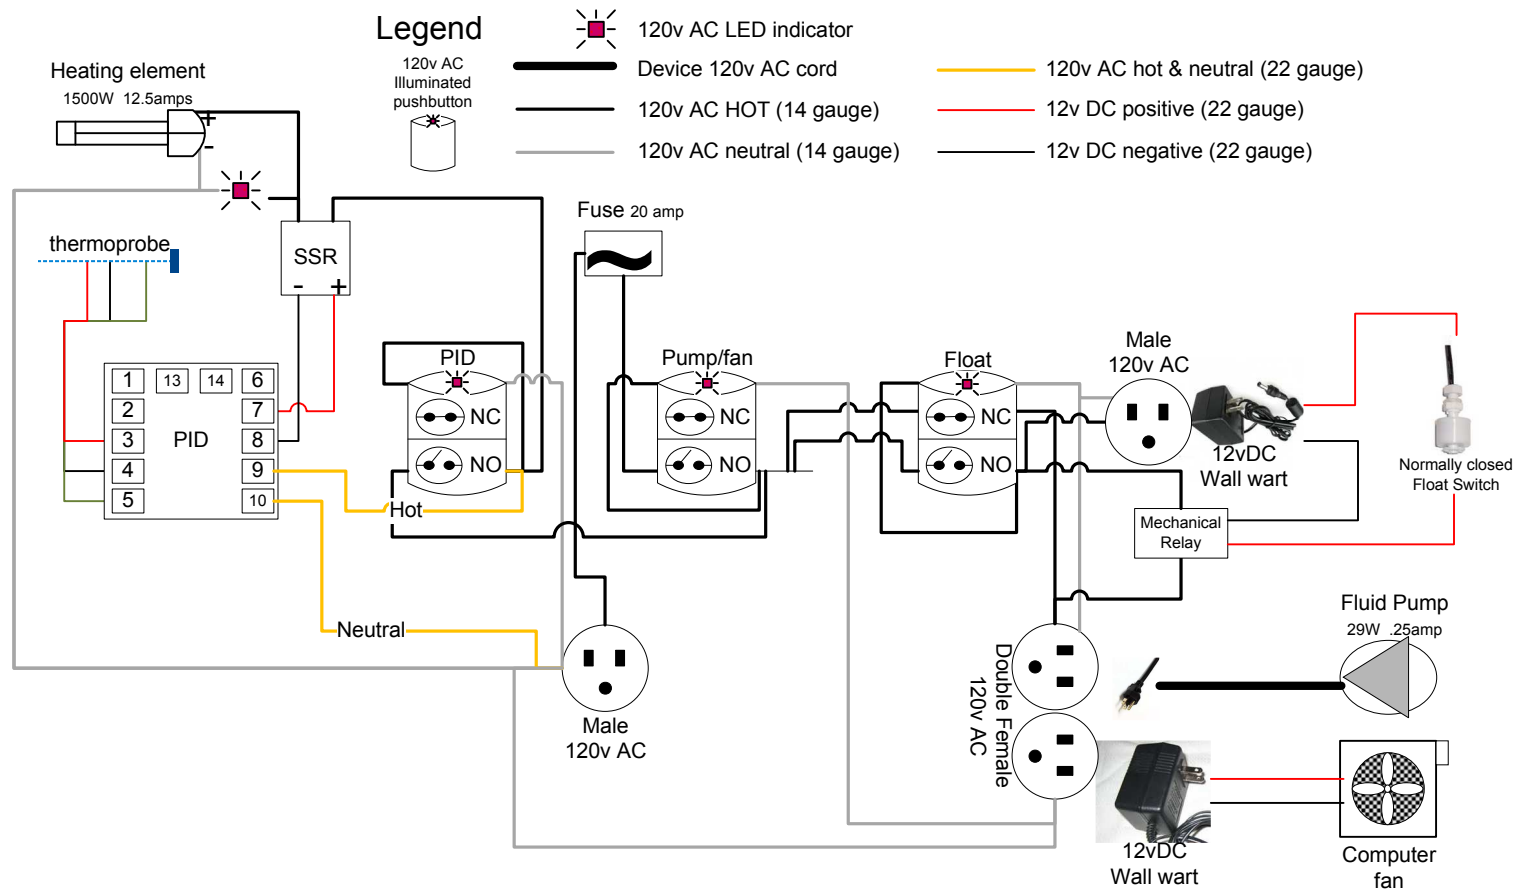 Legend
120v AC
Illuminated
pushbutton
120v AC LED indicator
Device 120v AC cord
120v AC HOT (14 gauge)
120v AC neutral (14 gauge)
120v AC hot & neutral (22 gauge)
12v DC positive (22 gauge)
12v DC negative (22 gauge)
Heating element
1500W 12.5amps
+
-
thermoprobe
SSR
- +
Fuse 20 amp
1 13 14 6
2 7
3 PID 8
4 9
5 10
PID
NC
NO
Hot
Neutral
Pump/fan
NC
NO
Float
NC
NO
Male
120v AC
12vDC
Wall wart
Normally closed
Float Switch
Mechanical
Relay
Male
120v AC
Double Female
120v AC
Fluid Pump
29W .25amp
12vDC
Wall wart
Computer
fan